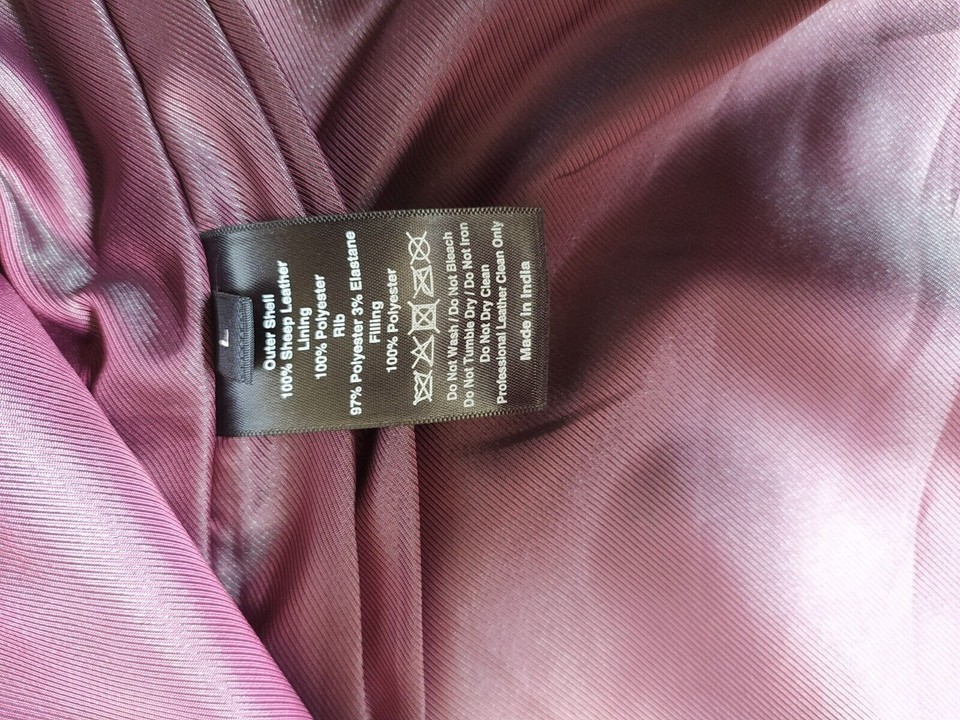 L
Outer Shell
100% Sheep Leather
Lining
100% Polyester
Rib
97% Polyester 3% Elastane
Filling
100% Polyester
Do Not Wash / Do Not Bleach
Do Not Tumble Dry / Do Not Iron
Do Not Dry Clean
Professional Leather Clean Only
Made in India